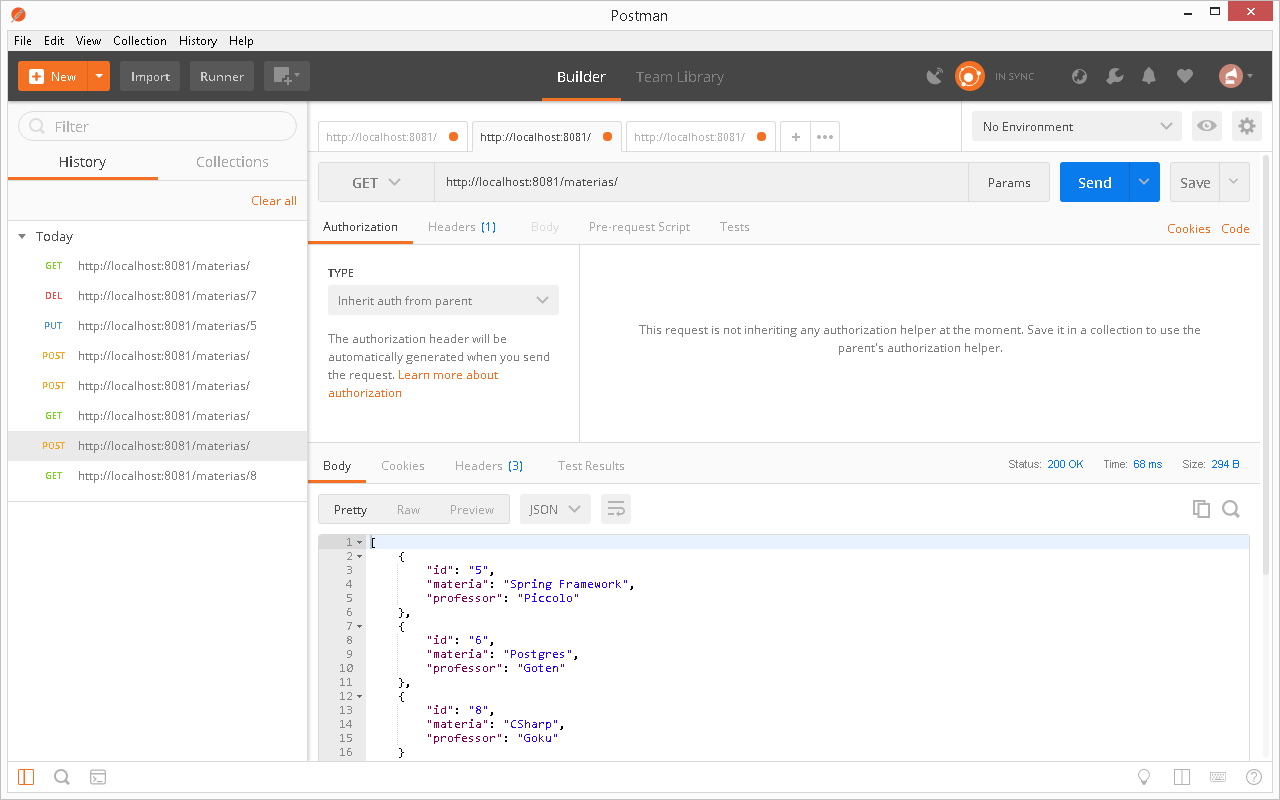 Postman
File Edit View Collection History Help
New Import Runner Builder Team Library IN SYNC
Filter
History Collections
Clear all
Today
GET http://localhost:8081/materias/
DEL http://localhost:8081/materias/7
PUT http://localhost:8081/materias/5
POST http://localhost:8081/materias/
POST http://localhost:8081/materias/
GET http://localhost:8081/materias/
POST http://localhost:8081/materias/
GET http://localhost:8081/materias/8
http://localhost:8081/ http://localhost:8081/ http://localhost:8081/ + •••
No Environment
GET http://localhost:8081/materias/ Params Send Save
Authorization Headers (1) Body Pre-request Script Tests Cookies Code
TYPE
Inherit auth from parent
The authorization header will be
automatically generated when you send
the request. Learn more about
authorization
This request is not inheriting any authorization helper at the moment. Save it in a collection to use the
parent's authorization helper.
Body Cookies Headers (3) Test Results Status: 200 OK Time: 68 ms Size: 294 B
Pretty Raw Preview JSON
1 [
2 {
3 "id": "5",
4 "materia": "Spring Framework",
5 "professor": "Piccolo"
6 },
7 {
8 "id": "6",
9 "materia": "Postgres",
10 "professor": "Goten"
11 },
12 {
13 "id": "8",
14 "materia": "CSharp",
15 "professor": "Goku"
16 }